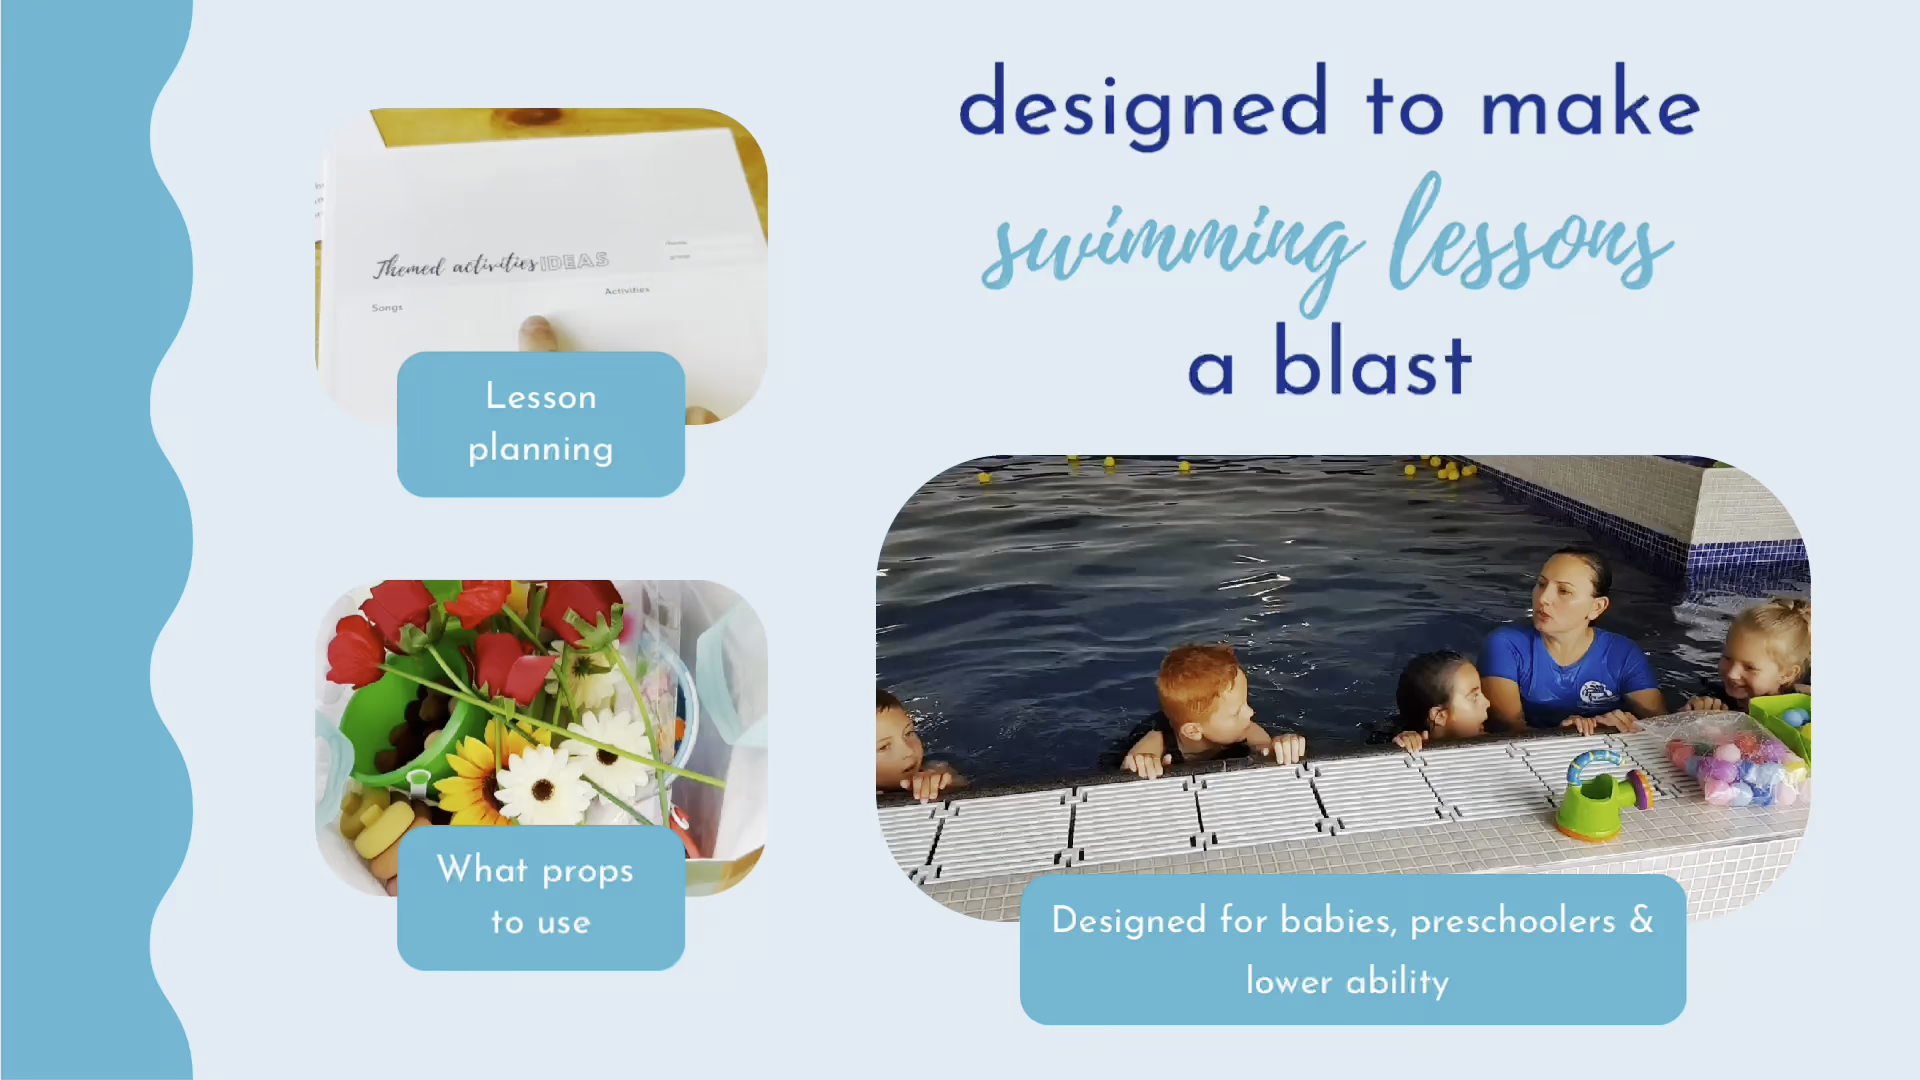 designed to make
swimming lessons
a blast
Themed activities IDEAS
Songs
Activities
Lesson
planning
What props
to use
Designed for babies, preschoolers &
lower ability